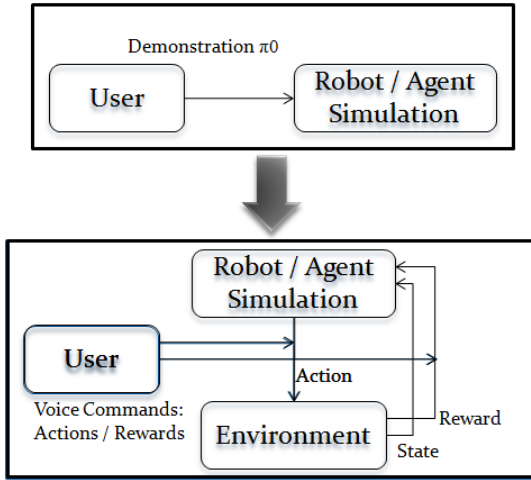 Demonstration π0
User
Robot / Agent
Simulation
Robot / Agent
Simulation
User
Action
Voice Commands:
Actions / Rewards
Environment
Reward
State